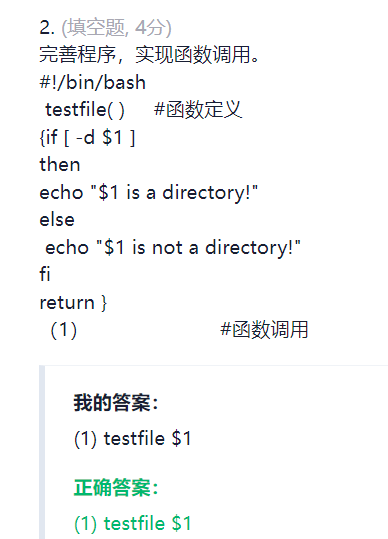 2. (填空题, 4分)
完善程序，实现函数调用。
#!/bin/bash
testfile( )     #函数定义
{if [ -d $1 ]
then
echo "$1 is a directory!"
else
echo "$1 is not a directory!"
fi
return }
（1）                    #函数调用
我的答案：
(1) testfile $1
正确答案：
(1) testfile $1